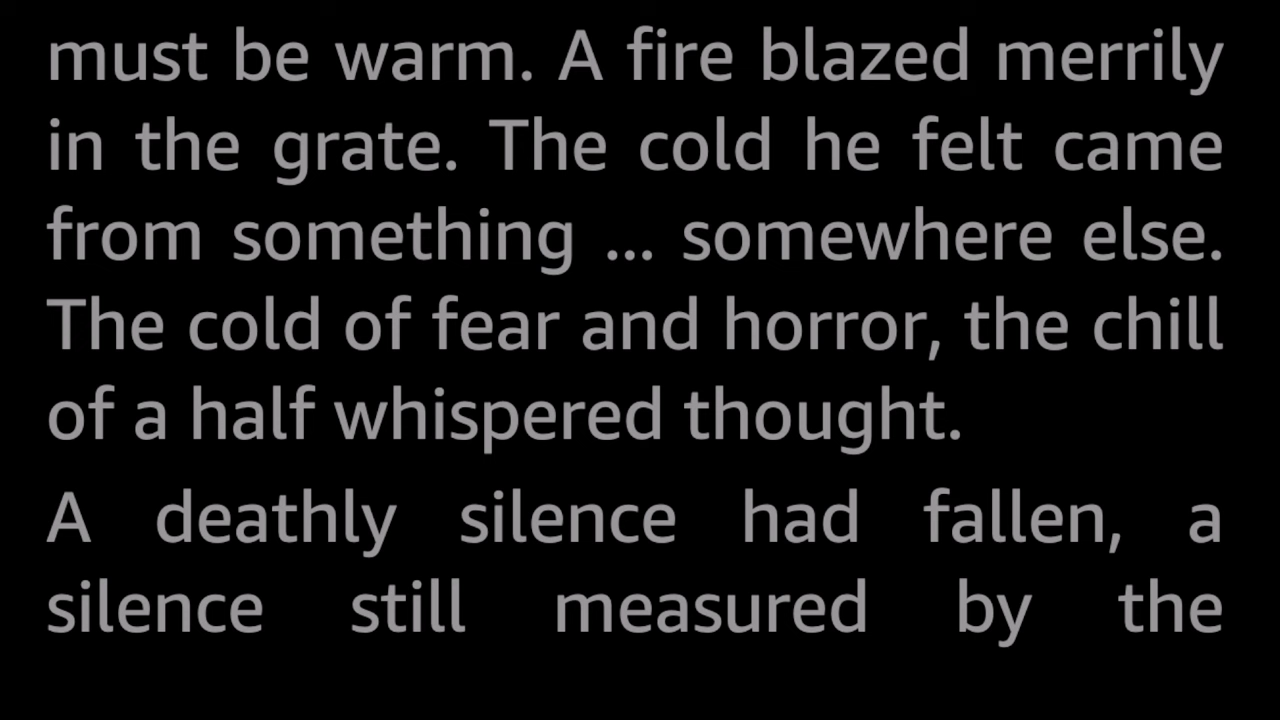 must be warm. A fire blazed merrily
in the grate. The cold he felt came
from something ... somewhere else.
The cold of fear and horror, the chill
of a half whispered thought.
A deathly silence had fallen, a
silence still measured by the